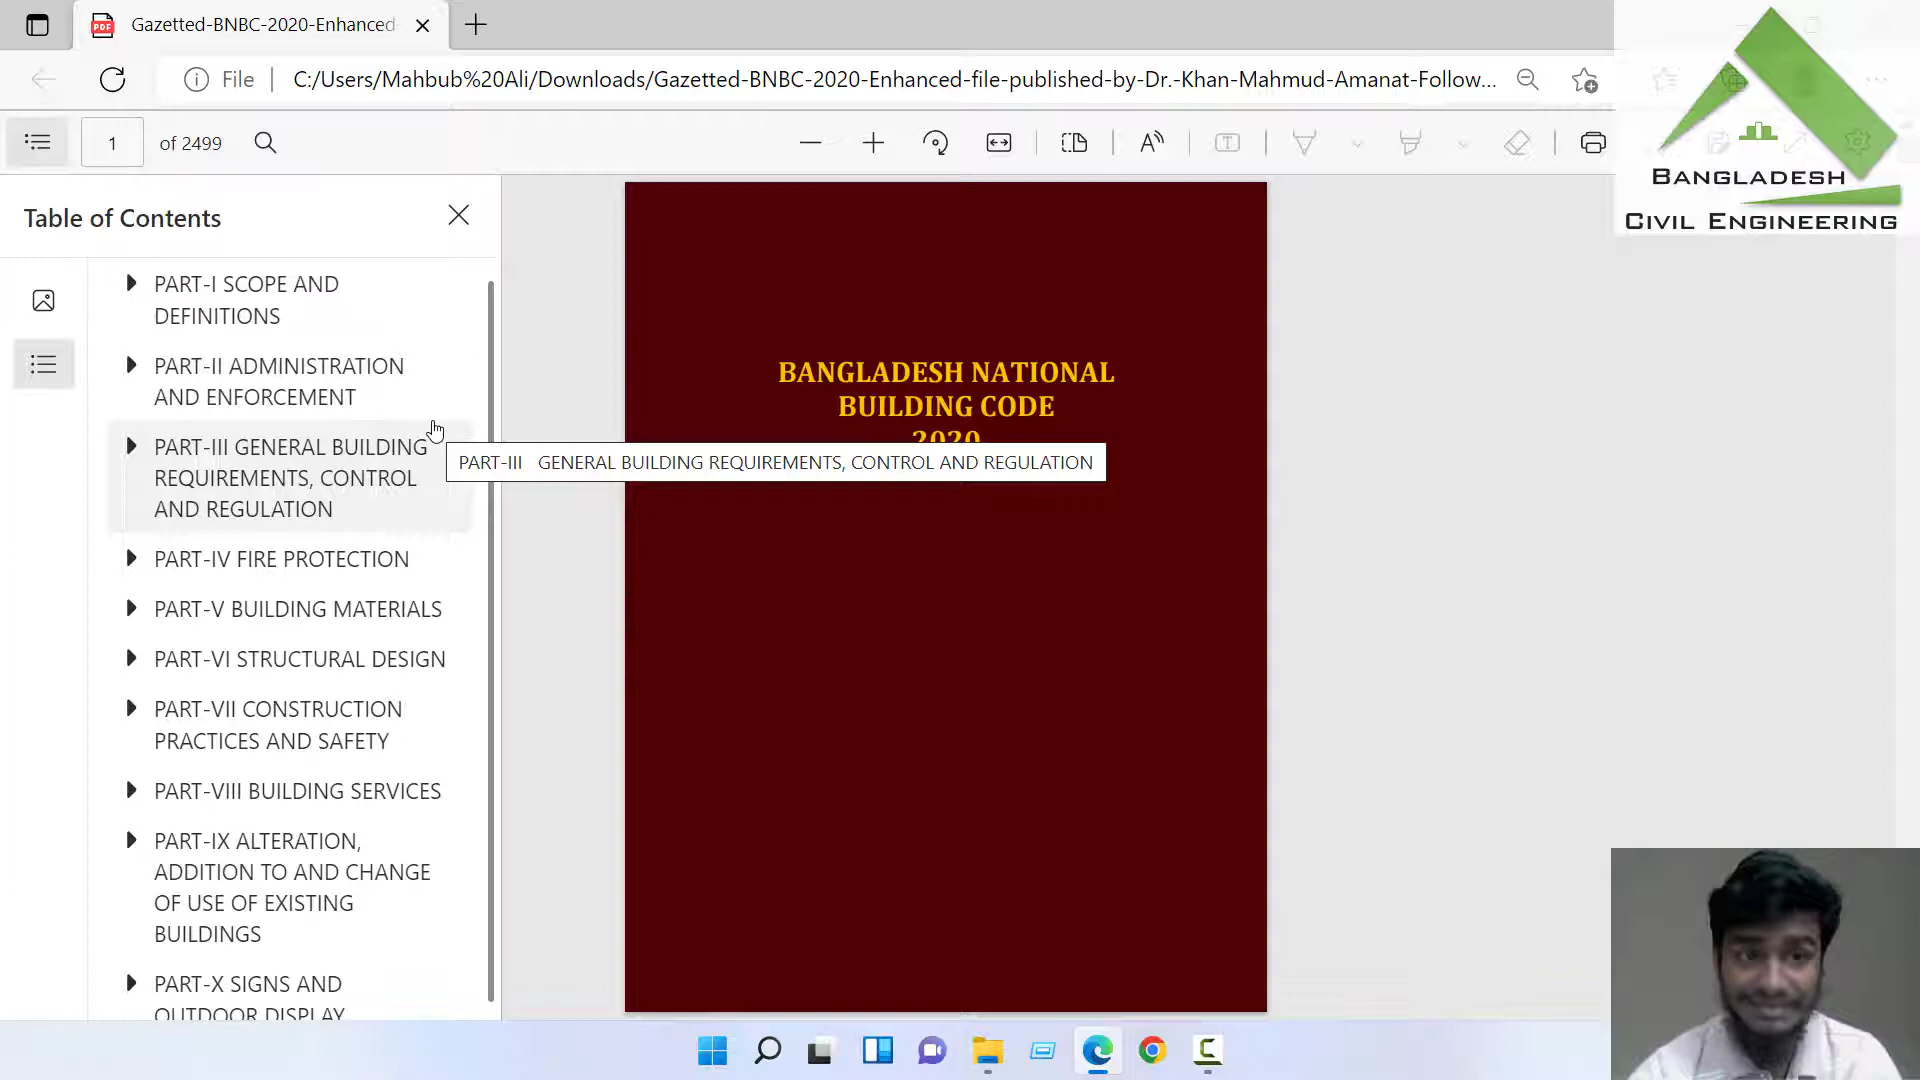 Gazetted-BNBC-2020-Enhanced
File
C:/Users/Mahbub%20Ali/Downloads/Gazetted-BNBC-2020-Enhanced-file-published-by-Dr.-Khan-Mahmud-Amanat-Follow...
1 of 2499
BANGLADESH
CIVIL ENGINEERING
Table of Contents
PART-I SCOPE AND
DEFINITIONS
PART-II ADMINISTRATION
AND ENFORCEMENT
PART-III GENERAL BUILDING
REQUIREMENTS, CONTROL
AND REGULATION
PART-IV FIRE PROTECTION
PART-V BUILDING MATERIALS
PART-VI STRUCTURAL DESIGN
PART-VII CONSTRUCTION
PRACTICES AND SAFETY
PART-VIII BUILDING SERVICES
PART-IX ALTERATION,
ADDITION TO AND CHANGE
OF USE OF EXISTING
BUILDINGS
PART-X SIGNS AND
OUTDOOR DISPLAY
BANGLADESH NATIONAL
BUILDING CODE
2020
PART-III GENERAL BUILDING REQUIREMENTS, CONTROL AND REGULATION